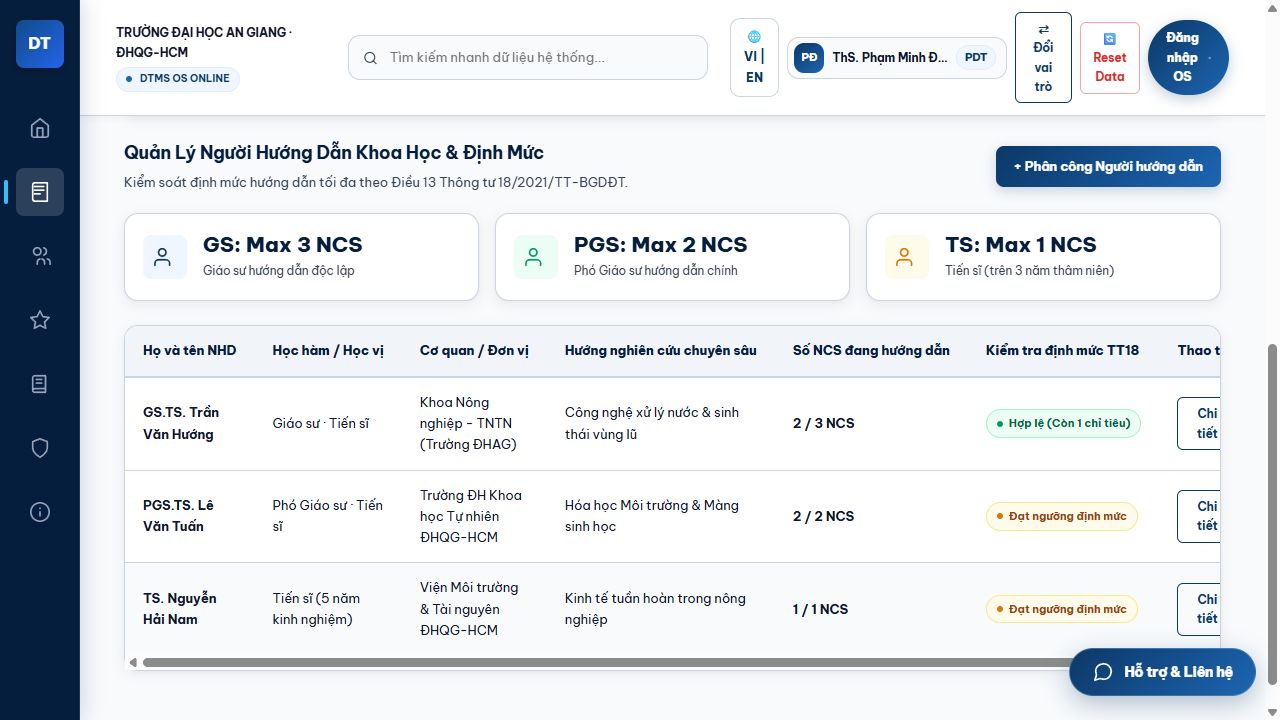 DT
TRƯỜNG ĐẠI HỌC AN GIANG ·
ĐHQG-HCM
DTMS OS ONLINE
Tìm kiếm nhanh dữ liệu hệ thống...
VI |
EN
PĐ
ThS. Phạm Minh Đ...
PDT
Đổi
vai
trò
Reset
Data
Đăng
nhập
OS
Quản Lý Người Hướng Dẫn Khoa Học & Định Mức
Kiểm soát định mức hướng dẫn tối đa theo Điều 13 Thông tư 18/2021/TT-BGDĐT.
+ Phân công Người hướng dẫn
GS: Max 3 NCS
Giáo sư hướng dẫn độc lập
PGS: Max 2 NCS
Phó Giáo sư hướng dẫn chính
TS: Max 1 NCS
Tiến sĩ (trên 3 năm thâm niên)
Họ và tên NHD
Học hàm / Học vị
Cơ quan / Đơn vị
Hướng nghiên cứu chuyên sâu
Số NCS đang hướng dẫn
Kiểm tra định mức TT18
Thao t
GS.TS. Trần
Văn Hướng
Giáo sư · Tiến sĩ
Khoa Nông
nghiệp - TNTN
(Trường ĐHAG)
Công nghệ xử lý nước & sinh
thái vùng lũ
2 / 3 NCS
Hợp lệ (Còn 1 chỉ tiêu)
Chi
tiết
PGS.TS. Lê
Văn Tuấn
Phó Giáo sư · Tiến
sĩ
Trường ĐH Khoa
học Tự nhiên
ĐHQG-HCM
Hóa học Môi trường & Màng
sinh học
2 / 2 NCS
Đạt ngưỡng định mức
Chi
tiết
TS. Nguyễn
Hải Nam
Tiến sĩ (5 năm
kinh nghiệm)
Viện Môi trường
& Tài nguyên
ĐHQG-HCM
Kinh tế tuần hoàn trong nông
nghiệp
1 / 1 NCS
Đạt ngưỡng định mức
Chi
tiết
Hỗ trợ & Liên hệ